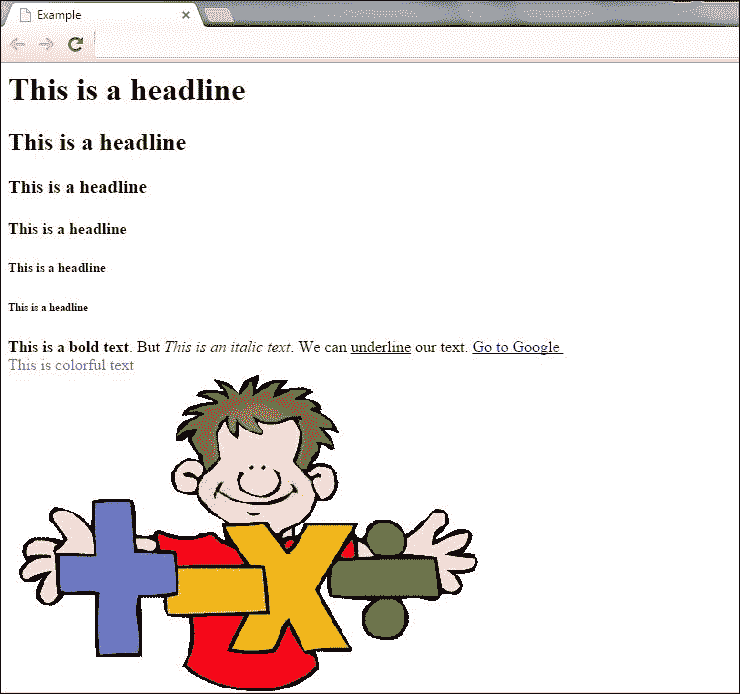 Example
This is a headline
This is a headline
This is a headline
This is a headline
This is a headline
This is a headline
This is a bold text. But This is an italic text. We can underline our text. Go to Google
This is colorful text